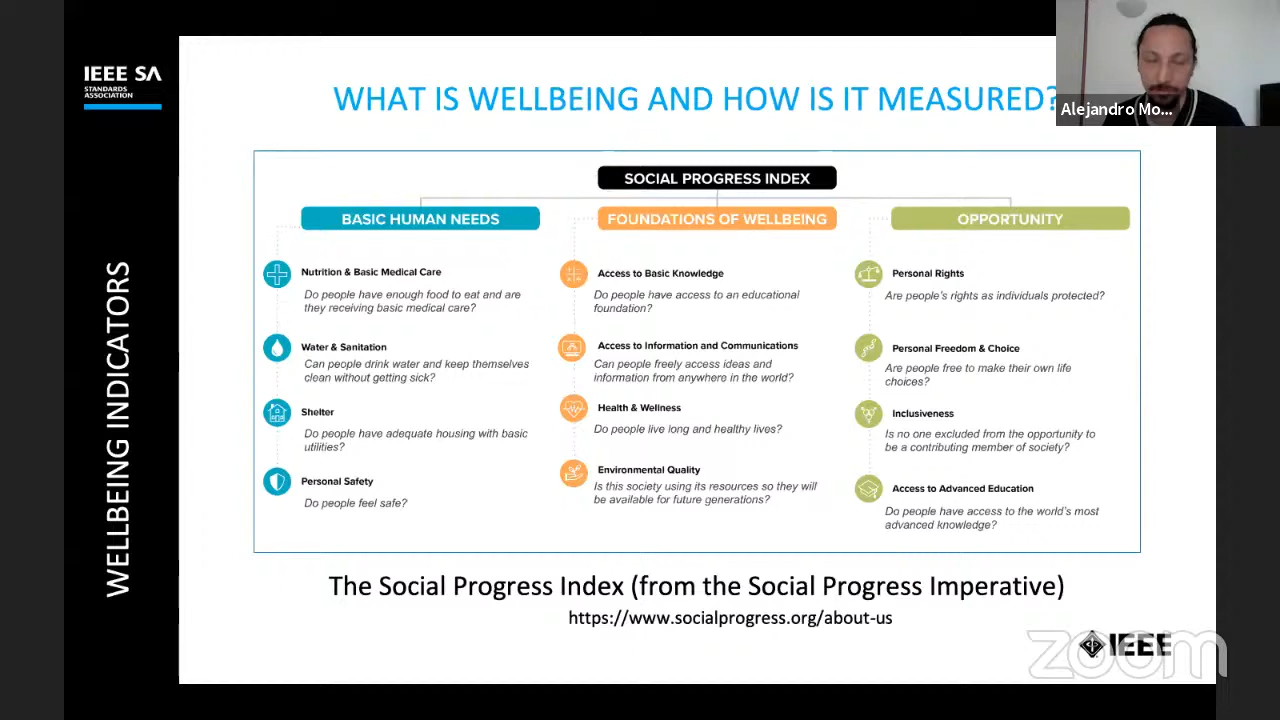 IEEE SA
STANDARDS
ASSOCIATION
WELLBEING INDICATORS
WHAT IS WELLBEING AND HOW IS IT MEASURED?
Alejandro Mo...
SOCIAL PROGRESS INDEX
BASIC HUMAN NEEDS
Nutrition & Basic Medical Care
Do people have enough food to eat and are
they receiving basic medical care?
Water & Sanitation
Can people drink water and keep themselves
clean without getting sick?
Shelter
Do people have adequate housing with basic
utilities?
Personal Safety
Do people feel safe?
FOUNDATIONS OF WELLBEING
Access to Basic Knowledge
Do people have access to an educational
foundation?
Access to Information and Communications
Can people freely access ideas and
information from anywhere in the world?
Health & Wellness
Do people live long and healthy lives?
Environmental Quality
Is this society using its resources so they will
be available for future generations?
OPPORTUNITY
Personal Rights
Are people's rights as individuals protected?
Personal Freedom & Choice
Are people free to make their own life
choices?
Inclusiveness
Is no one excluded from the opportunity to
be a contributing member of society?
Access to Advanced Education
Do people have access to the world's most
advanced knowledge?
The Social Progress Index (from the Social Progress Imperative)
https://www.socialprogress.org/about-us
IEEE
zoom